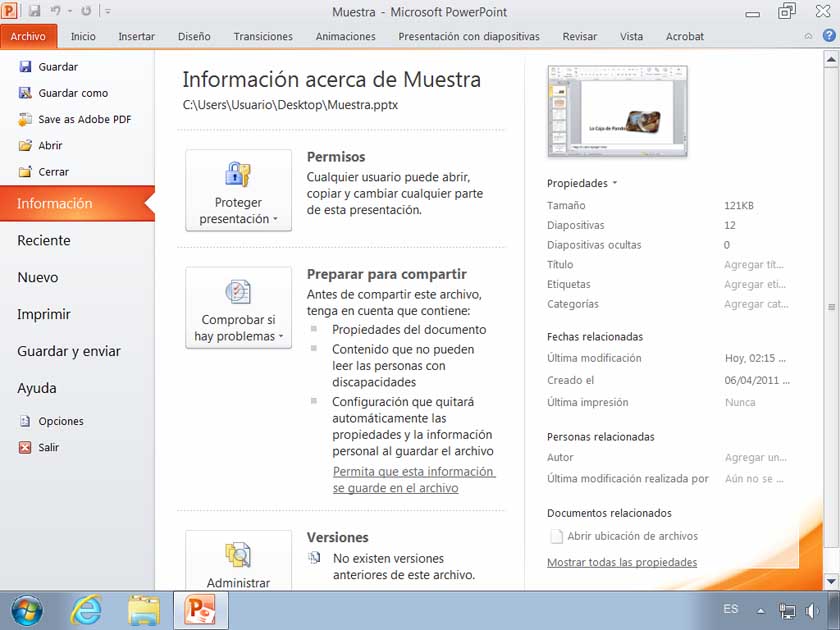 Muestra - Microsoft PowerPoint
Archivo Inicio Insertar Diseño Transiciones Animaciones Presentación con diapositivas Revisar Vista Acrobat
Guardar
Guardar como
Save as Adobe PDF
Abrir
Cerrar
Información
Reciente
Nuevo
Imprimir
Guardar y enviar
Ayuda
Opciones
Salir
Información acerca de Muestra
C:\Users\Usuario\Desktop\Muestra.pptx
Proteger
presentación
Permisos
Cualquier usuario puede abrir,
copiar y cambiar cualquier parte
de esta presentación.
Comprobar si
hay problemas
Preparar para compartir
Antes de compartir este archivo,
tenga en cuenta que contiene:
Propiedades del documento
Contenido que no pueden
leer las personas con
discapacidades
Configuración que quitará
automáticamente las
propiedades y la información
personal al guardar el archivo
Permita que esta información
se guarde en el archivo
Administrar
Versiones
No existen versiones
anteriores de este archivo.
La Caja de Pandora
Propiedades
Tamaño 121KB
Diapositivas 12
Diapositivas ocultas 0
Título Agregar tít...
Etiquetas Agregar eti...
Categorías Agregar cat...
Fechas relacionadas
Última modificación Hoy, 02:15 ...
Creado el 06/04/2011 ...
Última impresión Nunca
Personas relacionadas
Autor Agregar un...
Última modificación realizada por Aún no se ...
Documentos relacionados
Abrir ubicación de archivos
Mostrar todas las propiedades
ES